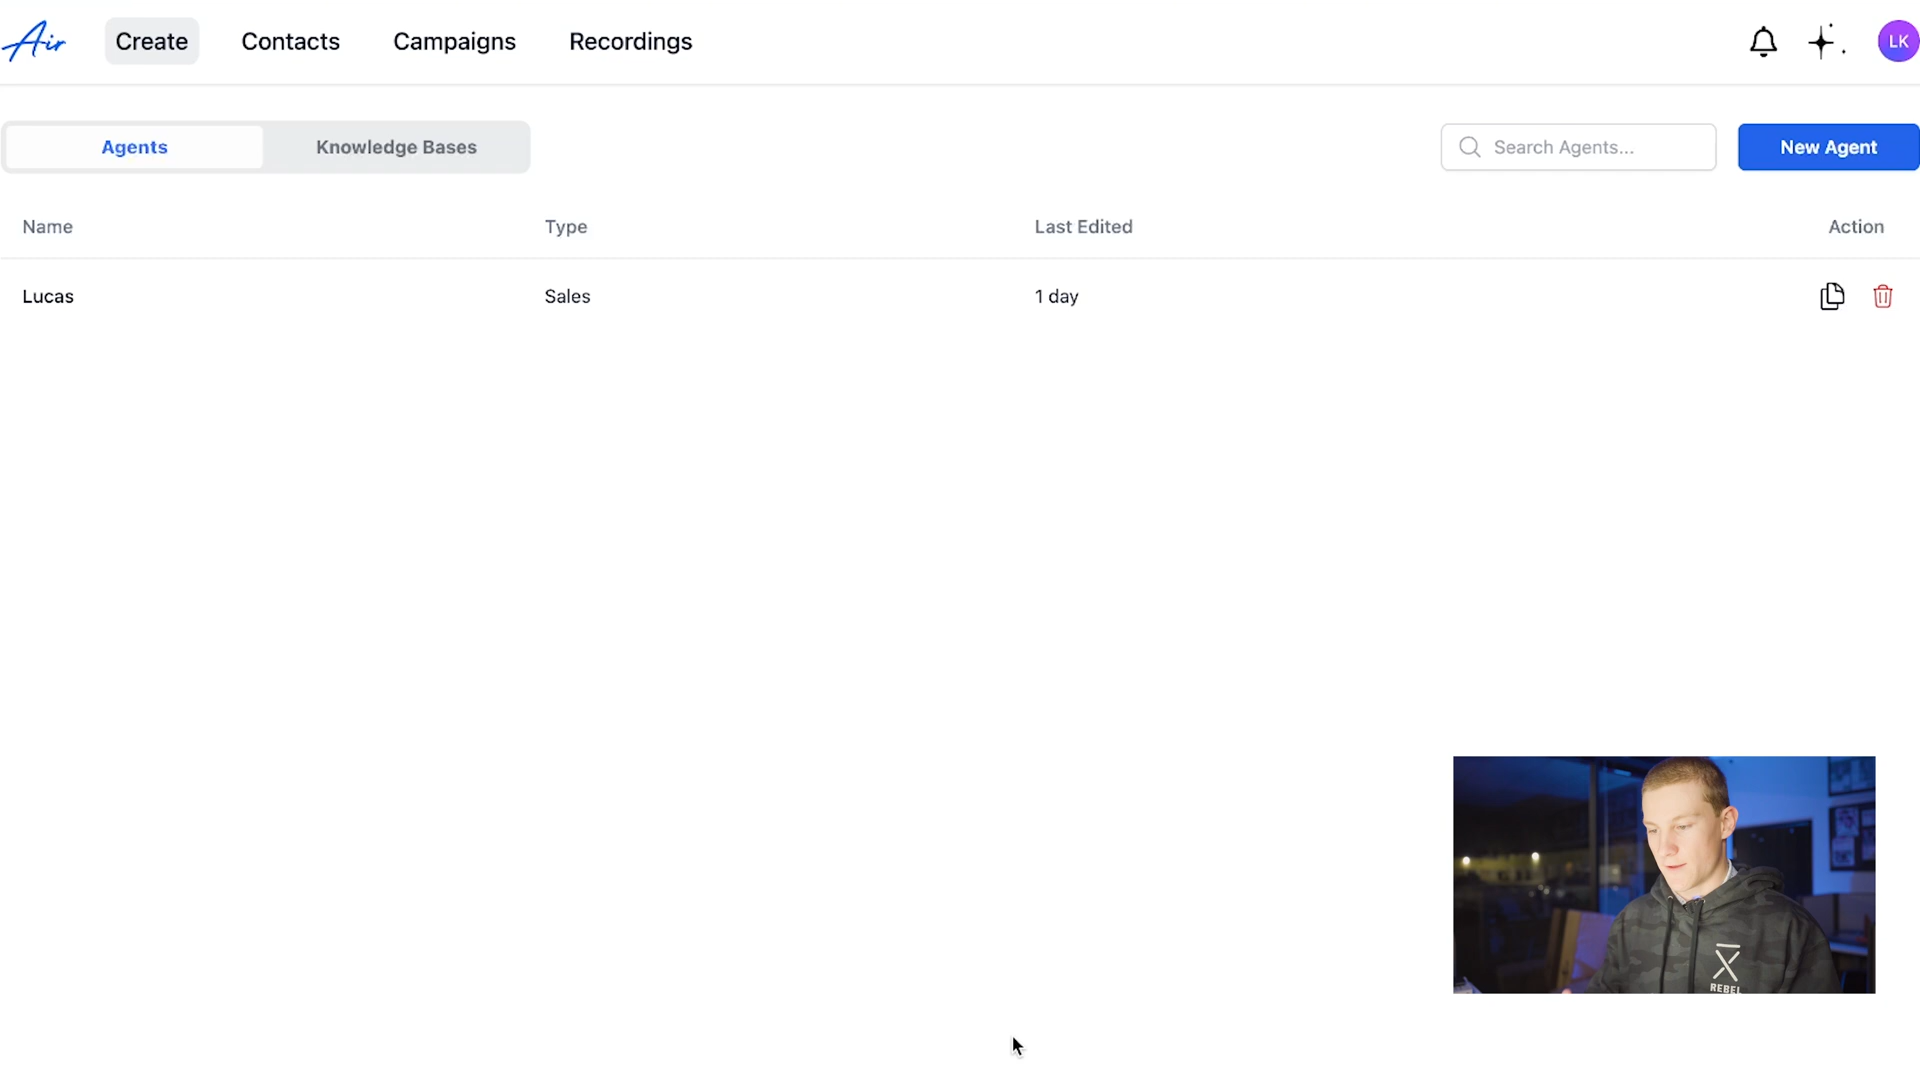 Air Create Contacts Campaigns Recordings LK
Agents Knowledge Bases Search Agents... New Agent
Name Type Last Edited Action
Lucas Sales 1 day
REBEL